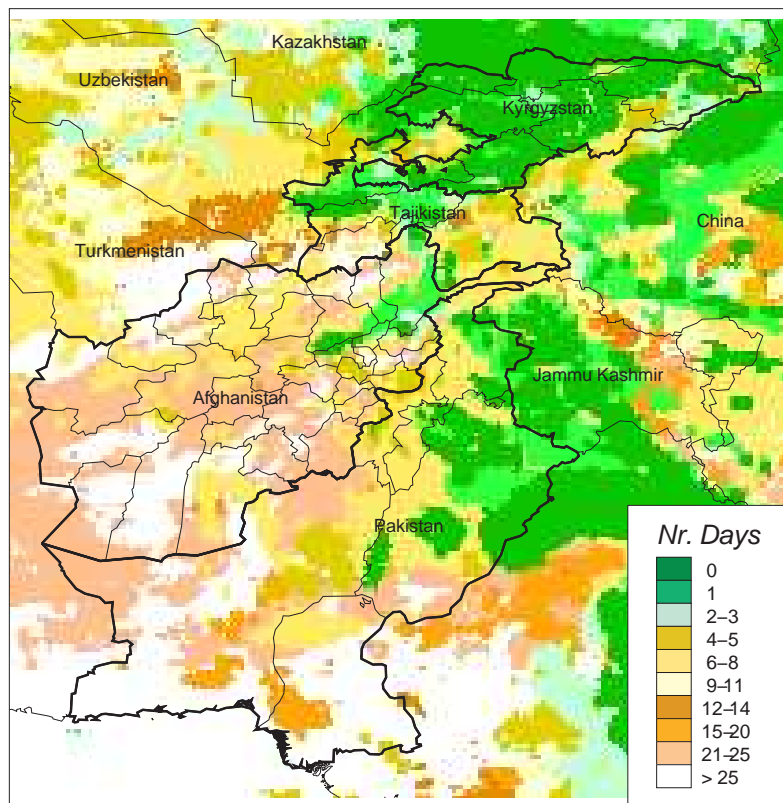 Kazakhstan
Uzbekistan
Kyrgyzstan
Tajikistan
China
Turkmenistan
Jammu Kashmir
Afghanistan
Pakistan
Nr. Days
0
1
2–3
4–5
6–8
9–11
12–14
15–20
21–25
> 25